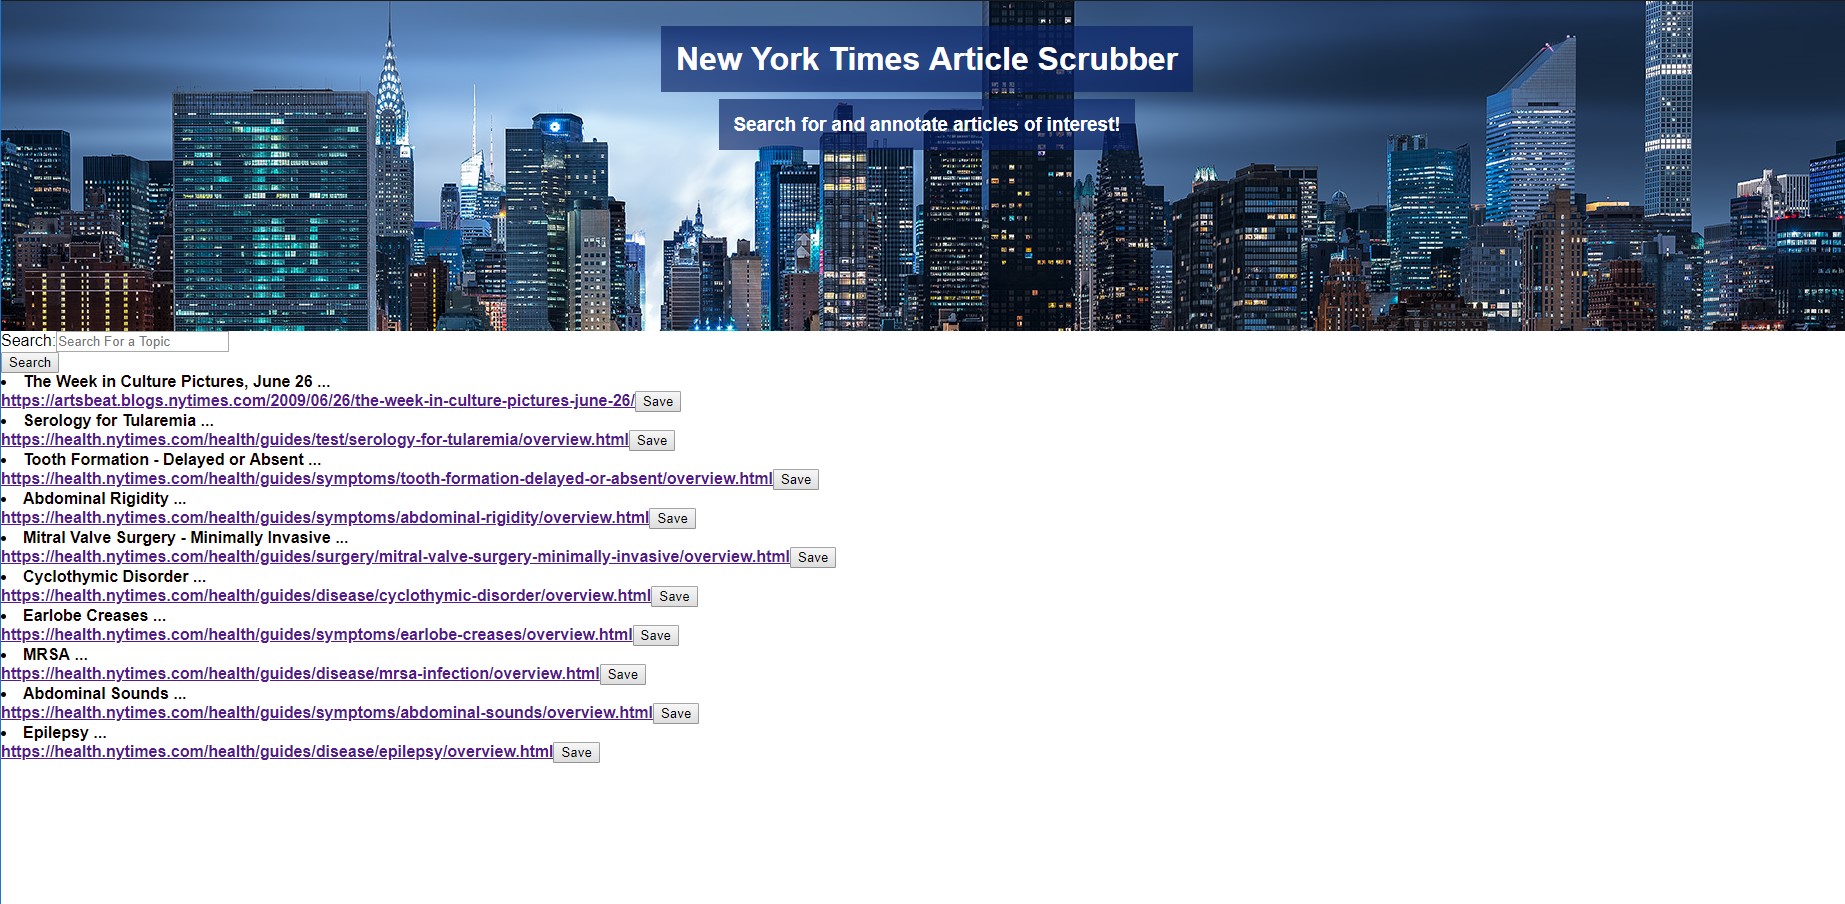 New York Times Article Scrubber
Search for and annotate articles of interest!
Search: Search For a Topic
Search
The Week in Culture Pictures, June 26 ...
https://artsbeat.blogs.nytimes.com/2009/06/26/the-week-in-culture-pictures-june-26/ Save
Serology for Tularemia ...
https://health.nytimes.com/health/guides/test/serology-for-tularemia/overview.html Save
Tooth Formation - Delayed or Absent ...
https://health.nytimes.com/health/guides/symptoms/tooth-formation-delayed-or-absent/overview.html Save
Abdominal Rigidity ...
https://health.nytimes.com/health/guides/symptoms/abdominal-rigidity/overview.html Save
Mitral Valve Surgery - Minimally Invasive ...
https://health.nytimes.com/health/guides/surgery/mitral-valve-surgery-minimally-invasive/overview.html Save
Cyclothymic Disorder ...
https://health.nytimes.com/health/guides/disease/cyclothymic-disorder/overview.html Save
Earlobe Creases ...
https://health.nytimes.com/health/guides/symptoms/earlobe-creases/overview.html Save
MRSA ...
https://health.nytimes.com/health/guides/disease/mrsa-infection/overview.html Save
Abdominal Sounds ...
https://health.nytimes.com/health/guides/symptoms/abdominal-sounds/overview.html Save
Epilepsy ...
https://health.nytimes.com/health/guides/disease/epilepsy/overview.html Save